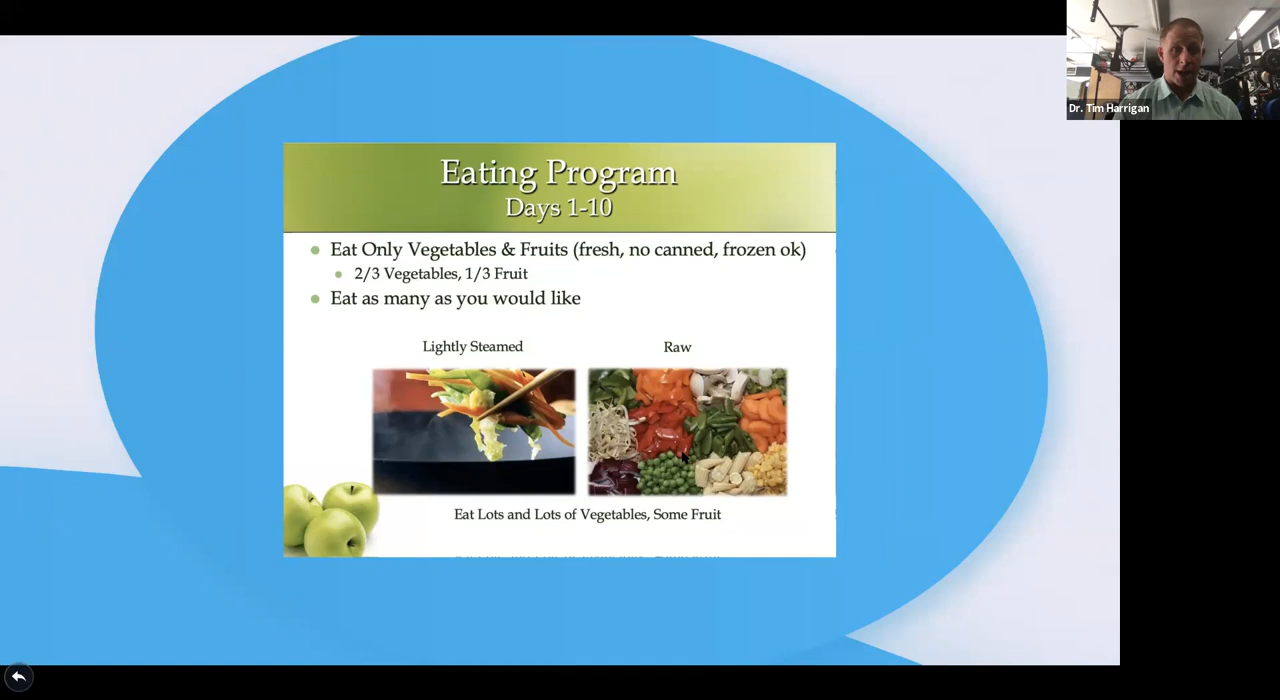 Dr. Tim Harrigan
Eating Program
Days 1-10
Eat Only Vegetables & Fruits (fresh, no canned, frozen ok)
2/3 Vegetables, 1/3 Fruit
Eat as many as you would like
Lightly Steamed
Raw
Eat Lots and Lots of Vegetables, Some Fruit